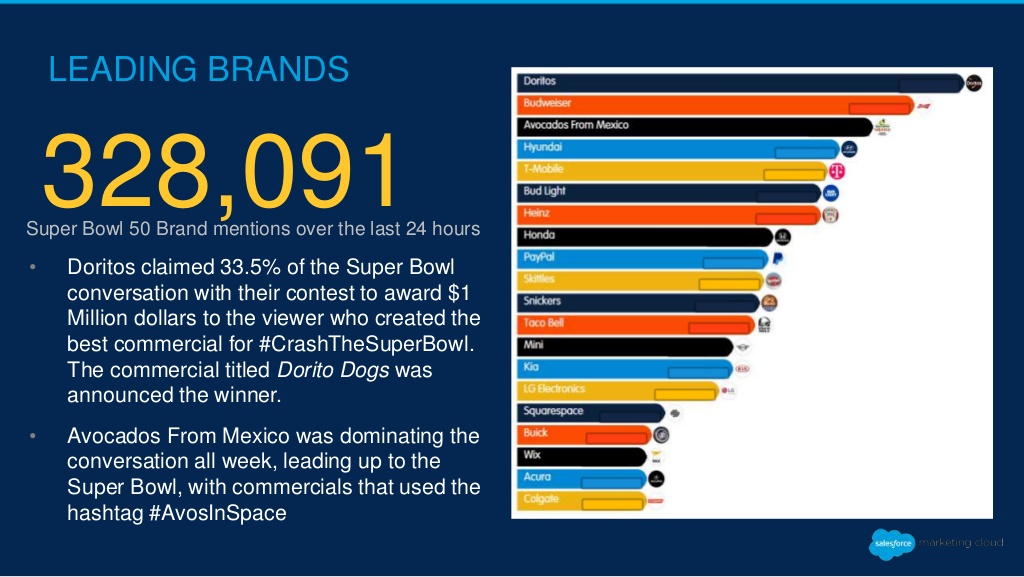 LEADING BRANDS
328,091
Super Bowl 50 Brand mentions over the last 24 hours
• Doritos claimed 33.5% of the Super Bowl
conversation with their contest to award $1
Million dollars to the viewer who created the
best commercial for #CrashTheSuperBowl.
The commercial titled Dorito Dogs was
announced the winner.
• Avocados From Mexico was dominating the
conversation all week, leading up to the
Super Bowl, with commercials that used the
hashtag #AvosInSpace
Doritos
Budweiser
Avocados From Mexico
Hyundai
T-Mobile
Bud Light
Heinz
Honda
PayPal
Skittles
Snickers
Taco Bell
Mini
Kia
LG Electronics
Squarespace
Buick
Wix
Acura
Colgate
salesforce marketing cloud